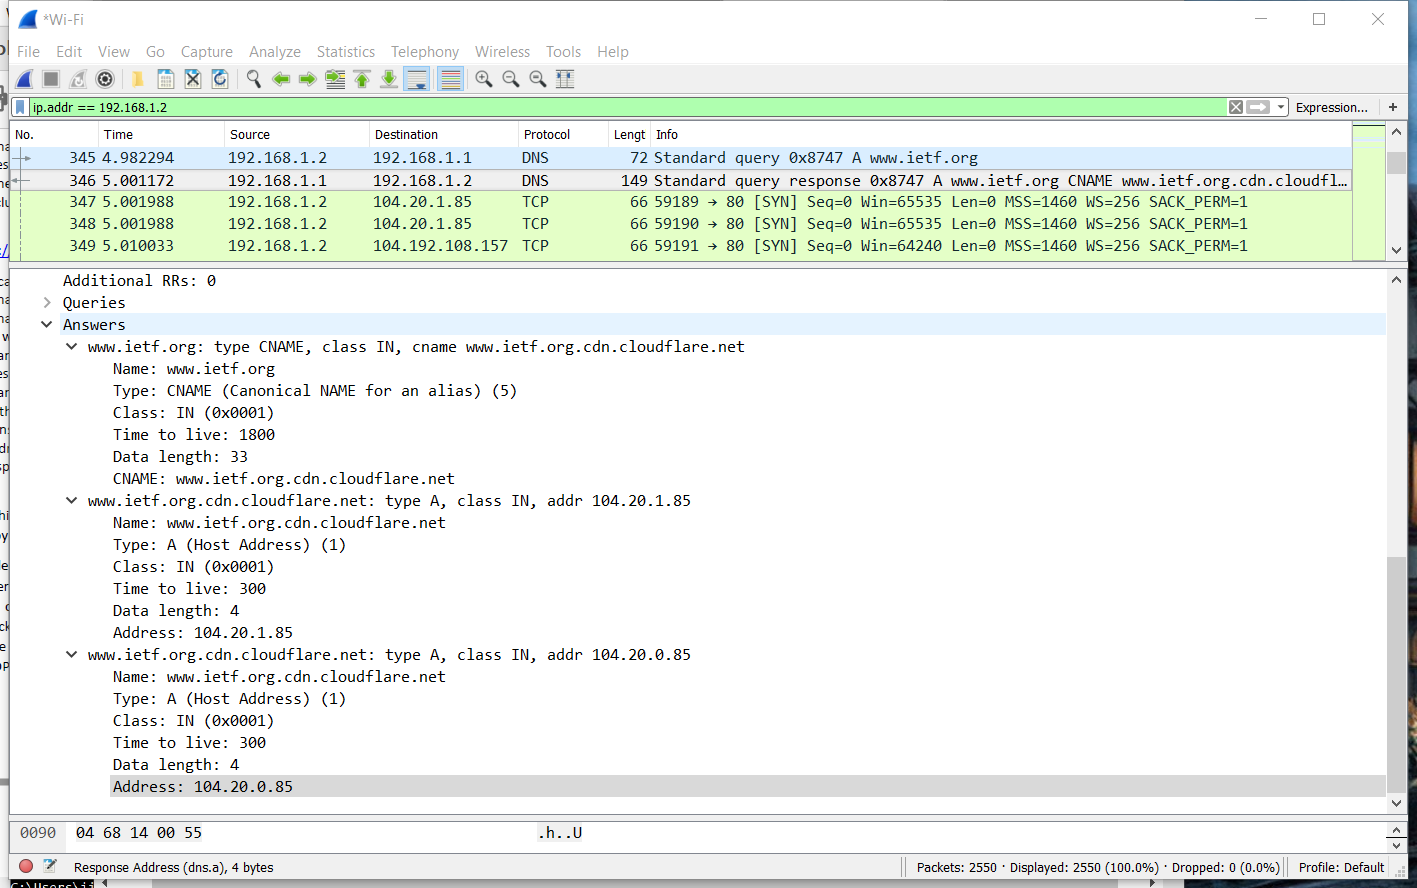 *Wi-Fi
File Edit View Go Capture Analyze Statistics Telephony Wireless Tools Help
ip.addr == 192.168.1.2 Expression... +
No. Time Source Destination Protocol Lengt Info
345 4.982294 192.168.1.2 192.168.1.1 DNS 72 Standard query 0x8747 A www.ietf.org
346 5.001172 192.168.1.1 192.168.1.2 DNS 149 Standard query response 0x8747 A www.ietf.org CNAME www.ietf.org.cdn.cloudfl…
347 5.001988 192.168.1.2 104.20.1.85 TCP 66 59189 → 80 [SYN] Seq=0 Win=65535 Len=0 MSS=1460 WS=256 SACK_PERM=1
348 5.001988 192.168.1.2 104.20.1.85 TCP 66 59190 → 80 [SYN] Seq=0 Win=65535 Len=0 MSS=1460 WS=256 SACK_PERM=1
349 5.010033 192.168.1.2 104.192.108.157 TCP 66 59191 → 80 [SYN] Seq=0 Win=64240 Len=0 MSS=1460 WS=256 SACK_PERM=1
Additional RRs: 0
Queries
Answers
www.ietf.org: type CNAME, class IN, cname www.ietf.org.cdn.cloudflare.net
Name: www.ietf.org
Type: CNAME (Canonical NAME for an alias) (5)
Class: IN (0x0001)
Time to live: 1800
Data length: 33
CNAME: www.ietf.org.cdn.cloudflare.net
www.ietf.org.cdn.cloudflare.net: type A, class IN, addr 104.20.1.85
Name: www.ietf.org.cdn.cloudflare.net
Type: A (Host Address) (1)
Class: IN (0x0001)
Time to live: 300
Data length: 4
Address: 104.20.1.85
www.ietf.org.cdn.cloudflare.net: type A, class IN, addr 104.20.0.85
Name: www.ietf.org.cdn.cloudflare.net
Type: A (Host Address) (1)
Class: IN (0x0001)
Time to live: 300
Data length: 4
Address: 104.20.0.85
0090 04 68 14 00 55 .h..U
Response Address (dns.a), 4 bytes Packets: 2550 · Displayed: 2550 (100.0%) · Dropped: 0 (0.0%) Profile: Default